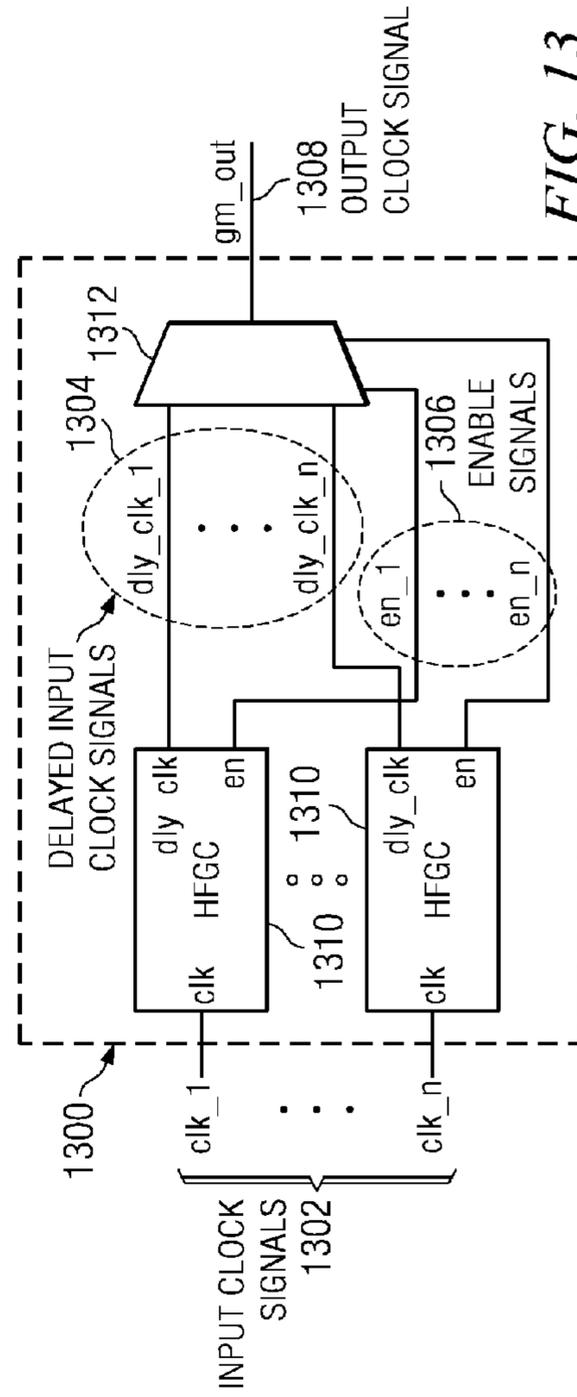 1300
INPUT CLOCK
SIGNALS
1302
clk_1
clk_n
DELAYED INPUT
CLOCK SIGNALS
1304
clk
dly_clk
HFGC
en
1310
1310
clk
dly_clk
HFGC
en
dly_clk_1
dly_clk_n
en_1
en_n
1306
ENABLE
SIGNALS
1312
gm_out
1308
OUTPUT
CLOCK SIGNAL
FIG. 13